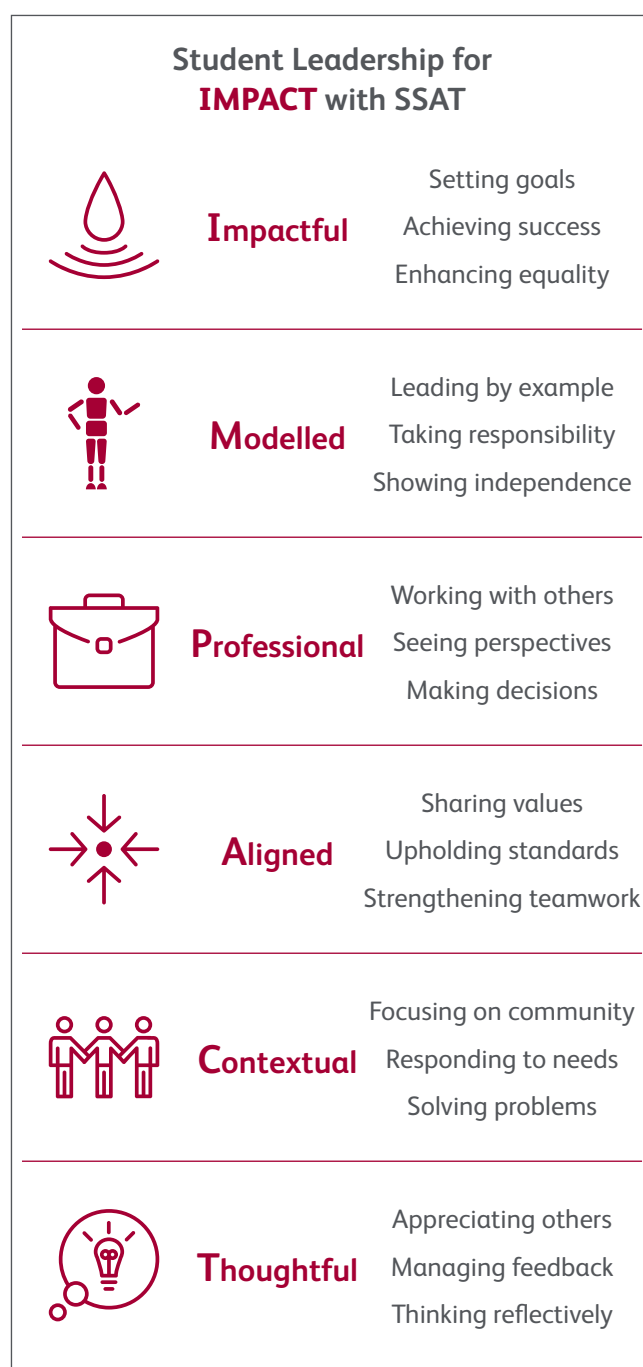 Student Leadership for
IMPACT with SSAT
Impactful
Setting goals
Achieving success
Enhancing equality
Modelled
Leading by example
Taking responsibility
Showing independence
Professional
Working with others
Seeing perspectives
Making decisions
Aligned
Sharing values
Upholding standards
Strengthening teamwork
Contextual
Focusing on community
Responding to needs
Solving problems
Thoughtful
Appreciating others
Managing feedback
Thinking reflectively